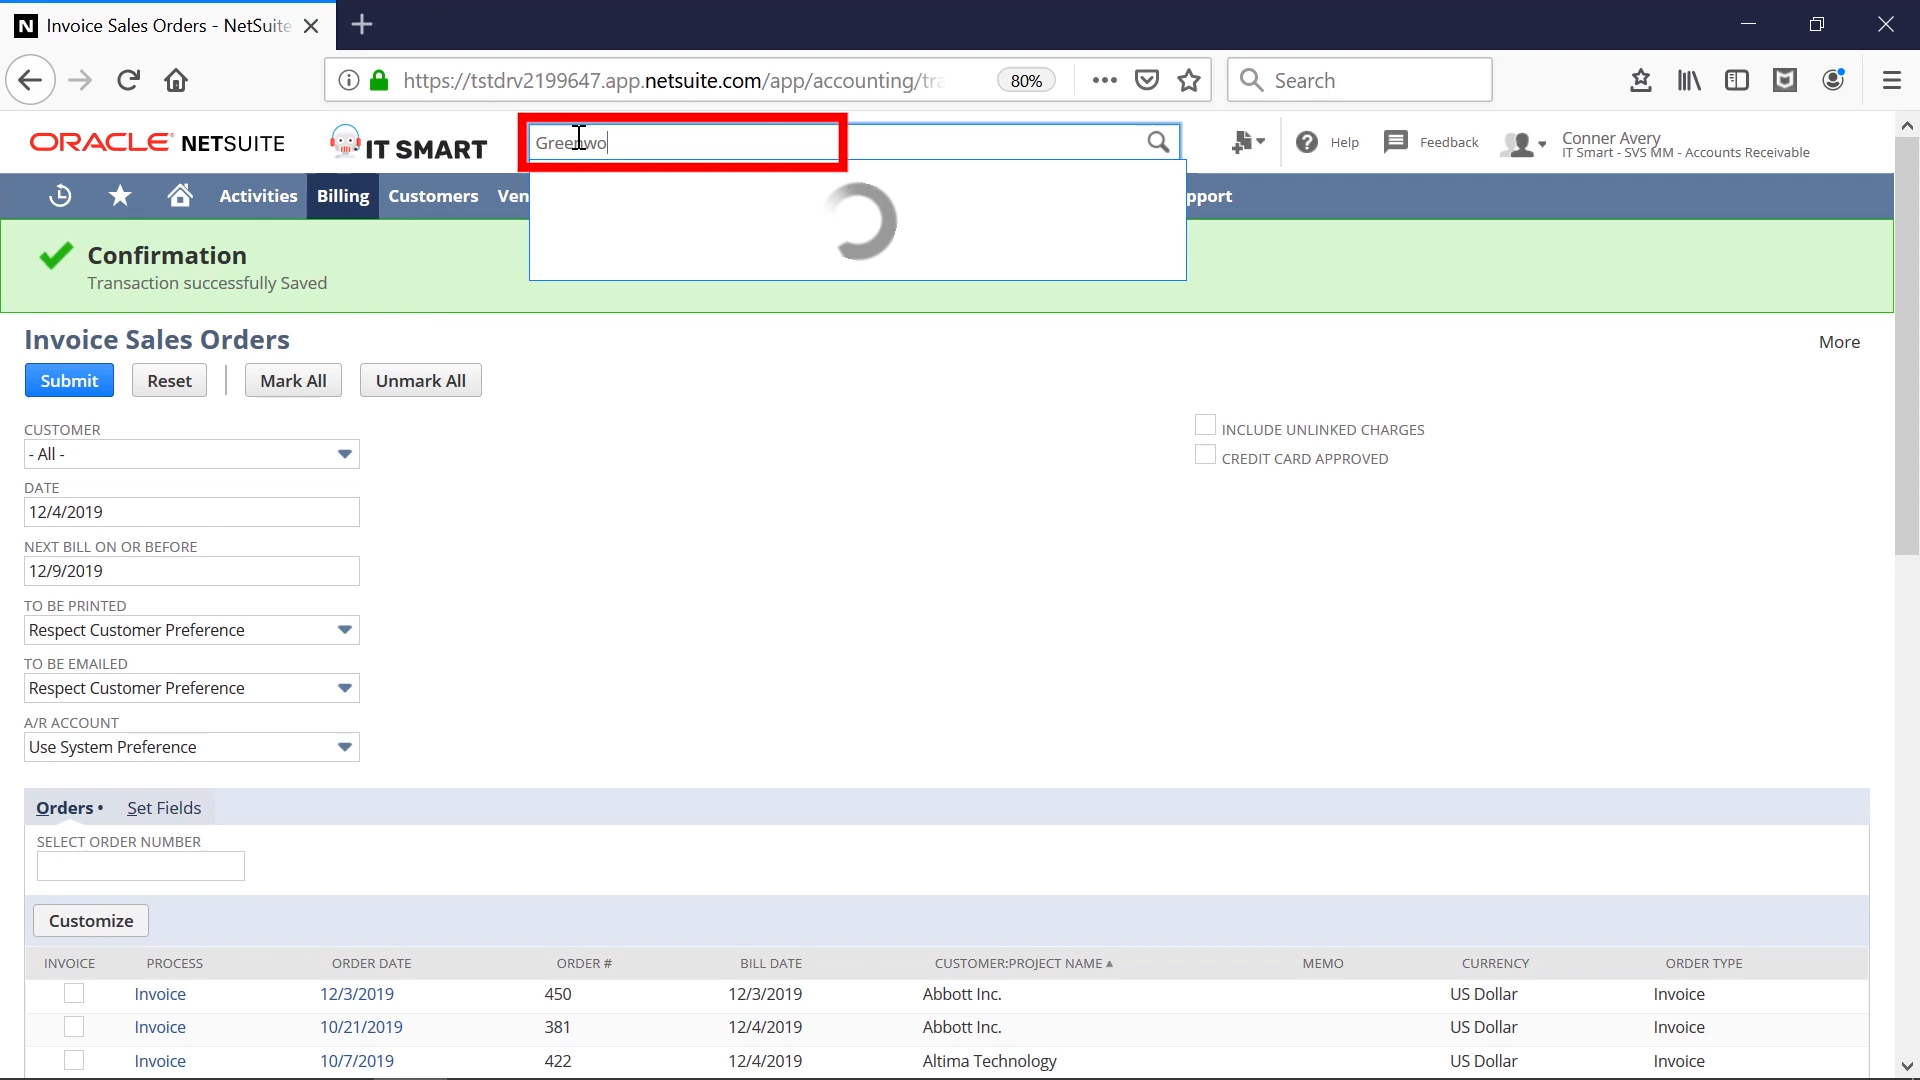 N Invoice Sales Orders - NetSuite
https://tstdrv2199647.app.netsuite.com/app/accounting/tra
80%
Search
ORACLE NETSUITE
IT SMART
Greenwo
Help
Feedback
Conner Avery
IT Smart - SVS MM - Accounts Receivable
Activities Billing Customers Ven pport
Confirmation
Transaction successfully Saved
Invoice Sales Orders
More
Submit Reset Mark All Unmark All
CUSTOMER
- All -
INCLUDE UNLINKED CHARGES
CREDIT CARD APPROVED
DATE
12/4/2019
NEXT BILL ON OR BEFORE
12/9/2019
TO BE PRINTED
Respect Customer Preference
TO BE EMAILED
Respect Customer Preference
A/R ACCOUNT
Use System Preference
Orders • Set Fields
SELECT ORDER NUMBER
Customize
INVOICE PROCESS ORDER DATE ORDER # BILL DATE CUSTOMER:PROJECT NAME ▲ MEMO CURRENCY ORDER TYPE
Invoice 12/3/2019 450 12/3/2019 Abbott Inc. US Dollar Invoice
Invoice 10/21/2019 381 12/4/2019 Abbott Inc. US Dollar Invoice
Invoice 10/7/2019 422 12/4/2019 Altima Technology US Dollar Invoice